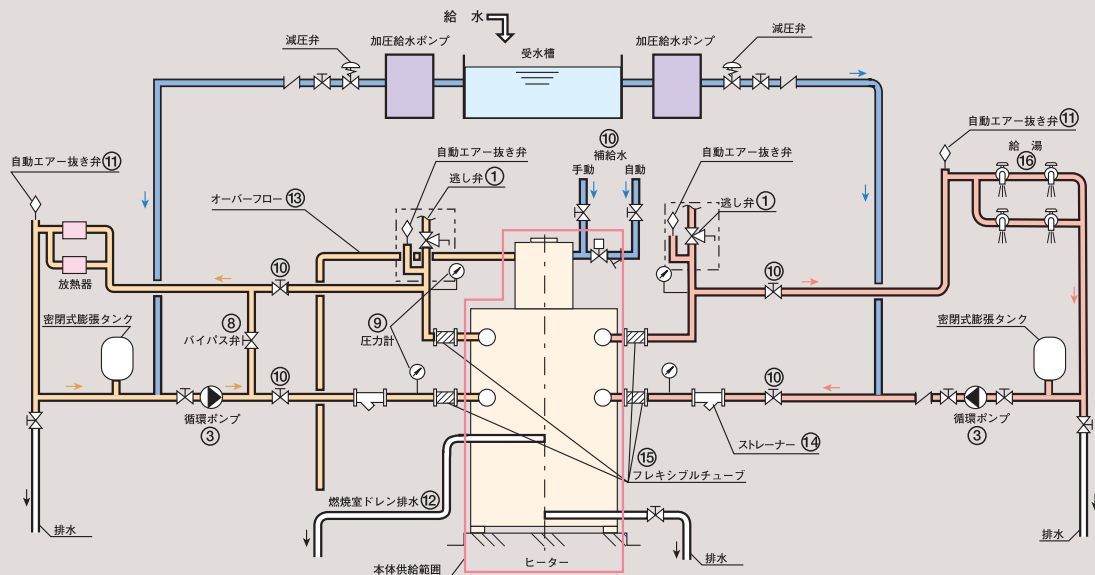 給 水
減圧弁
加圧給水ポンプ
受水槽
加圧給水ポンプ
減圧弁
自動エアー抜き弁⑪
オーバーフロー⑬
自動エアー抜き弁
逃し弁①
⑩
補給水
手動
自動
自動エアー抜き弁
逃し弁①
自動エアー抜き弁⑪
給 湯
⑯
放熱器
⑩
⑩
密閉式膨張タンク
⑧
バイパス弁
⑨
圧力計
密閉式膨張タンク
⑩
⑩
循環ポンプ
③
循環ポンプ
③
ストレーナー⑭
⑮
フレキシブルチューブ
燃焼室ドレン排水⑫
排水
排水
排水
ヒーター
本体供給範囲